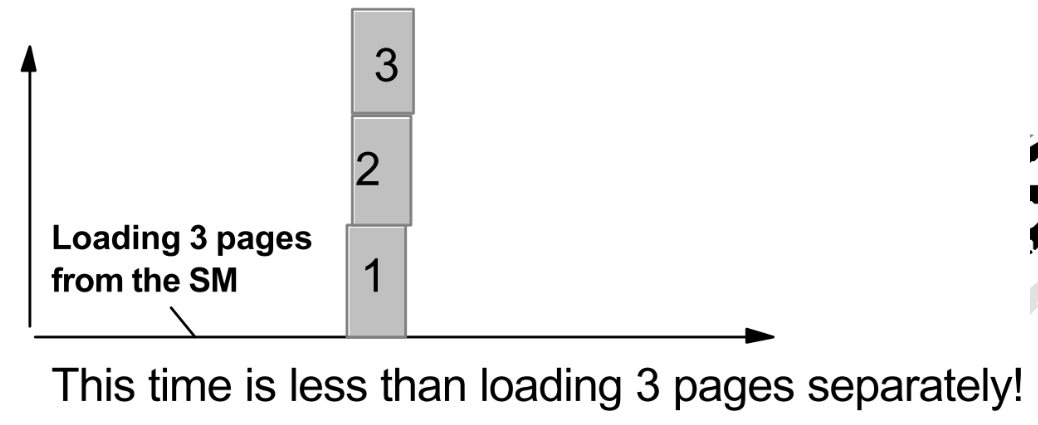 3
2
Loading 3 pages
from the SM
1
This time is less than loading 3 pages separately!